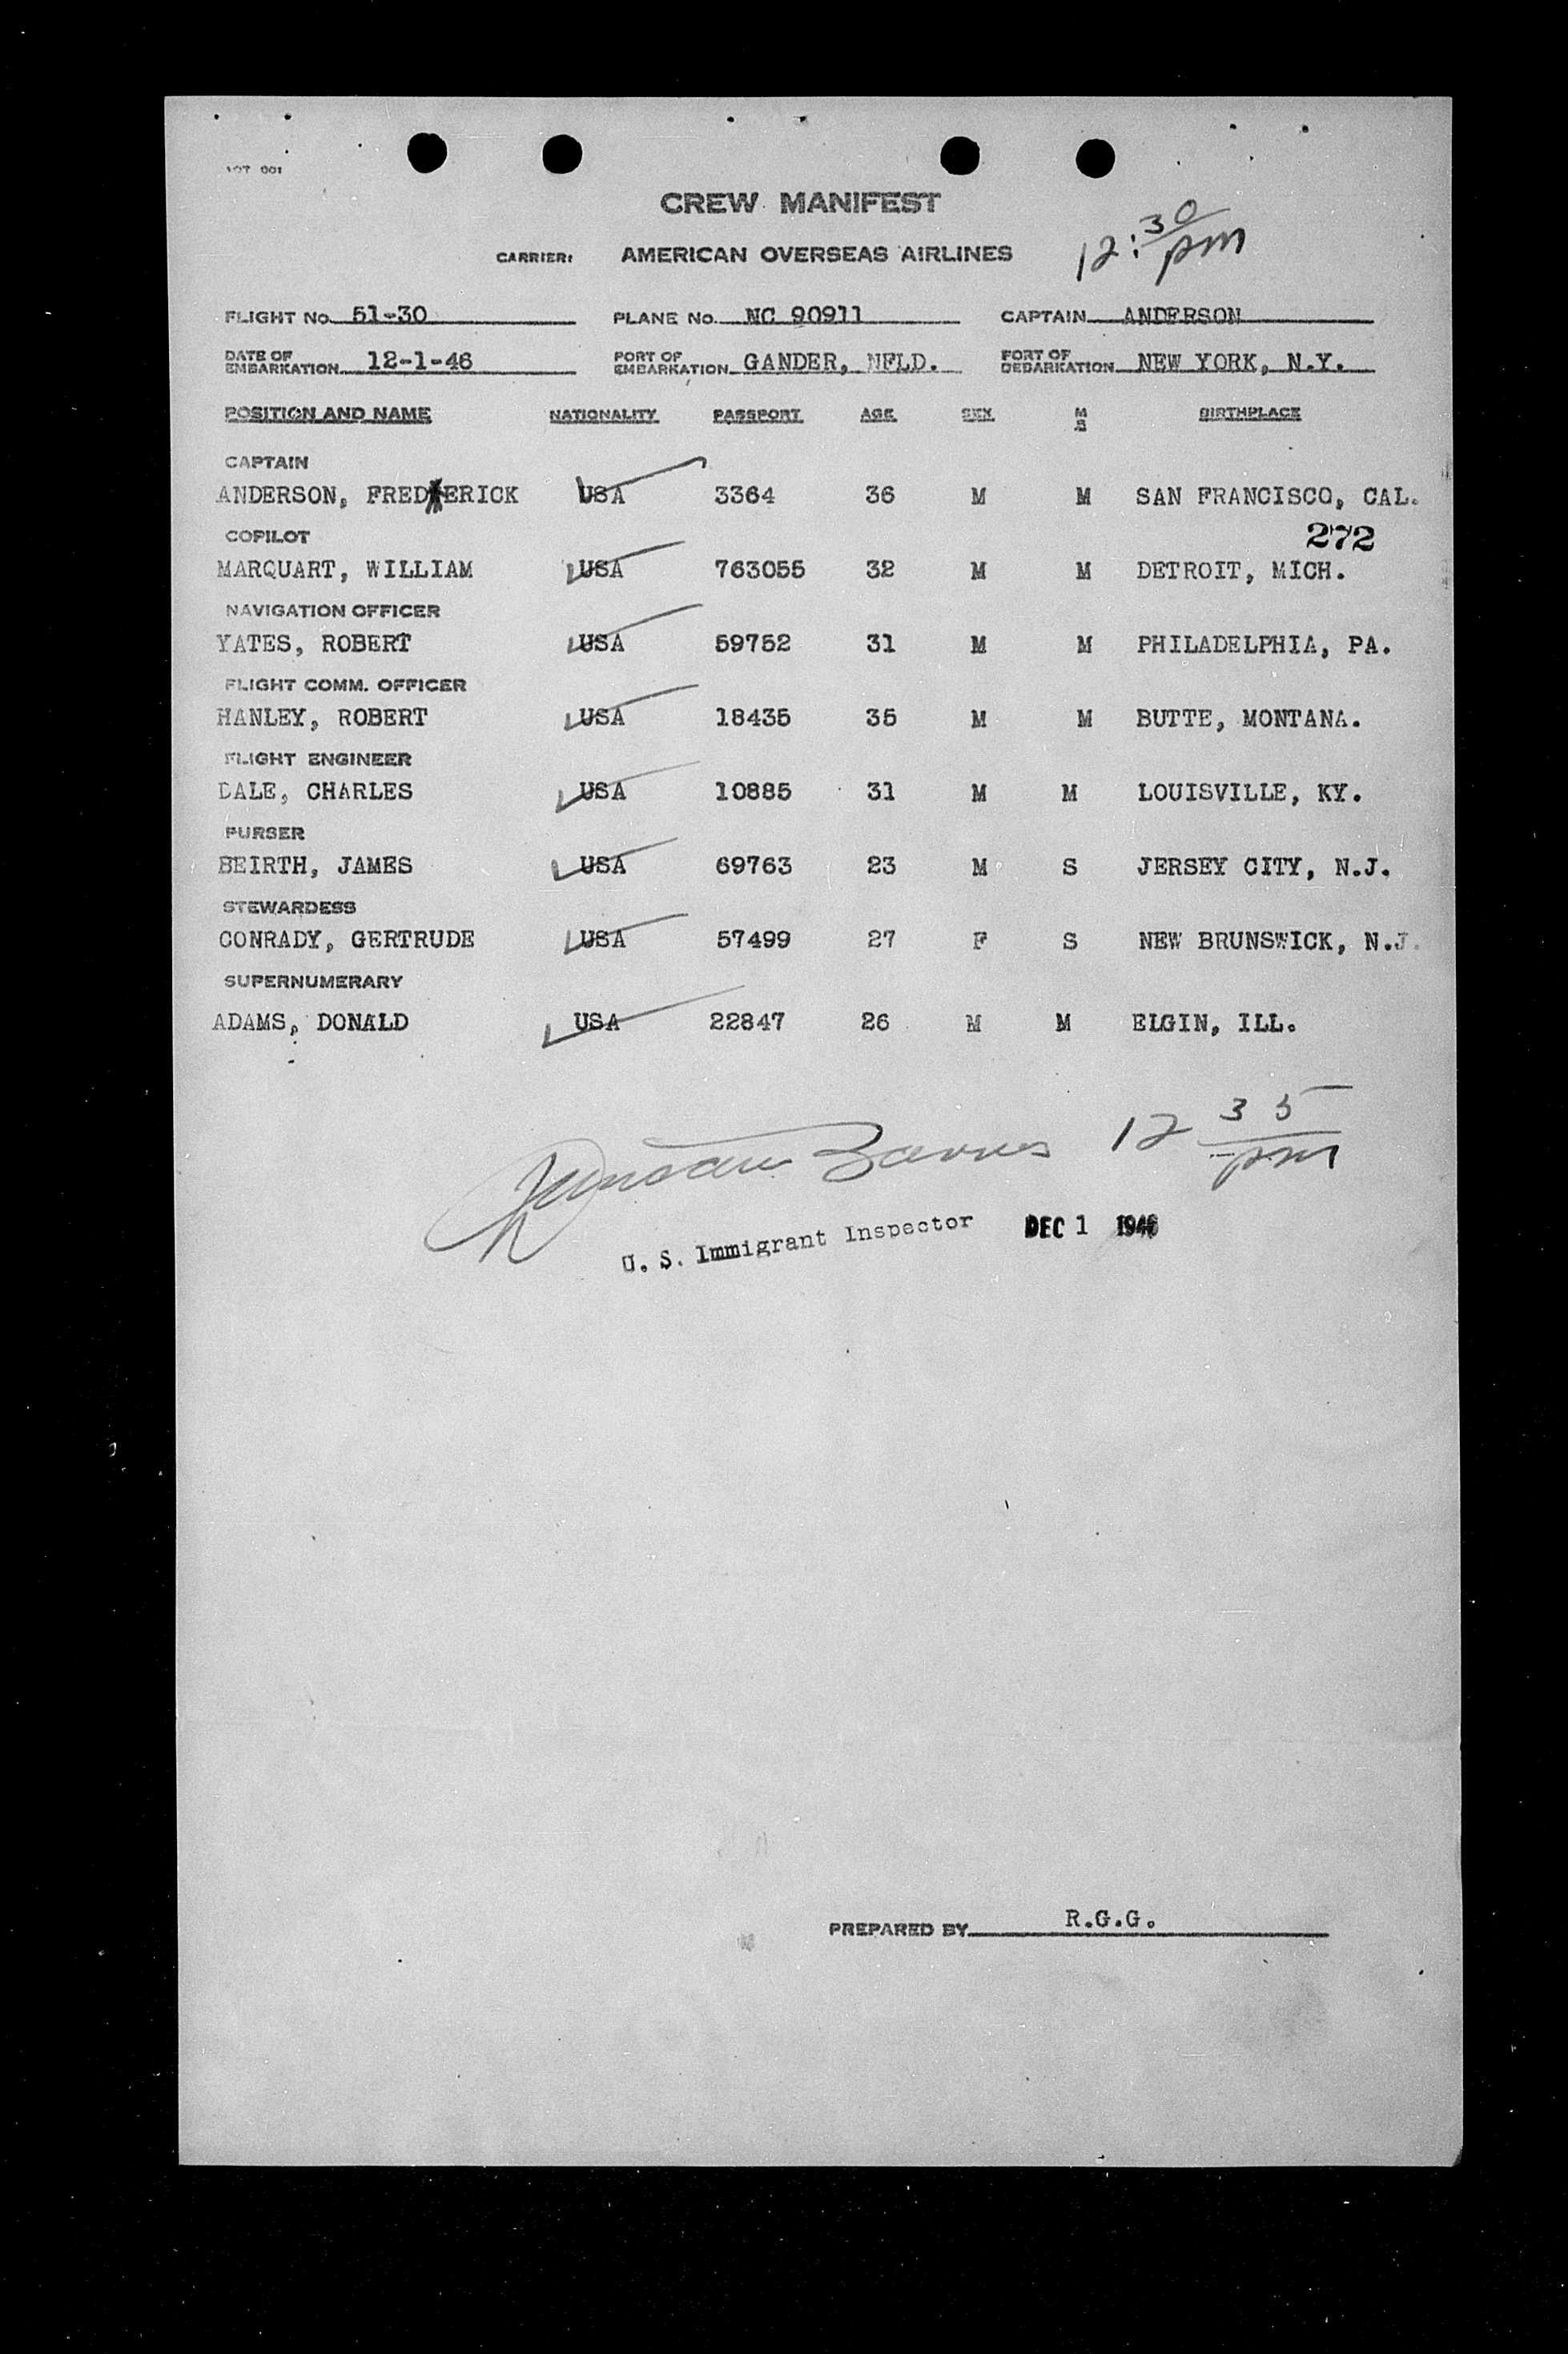 CREW MANIFEST
12:30 pm
CARRIER: AMERICAN OVERSEAS AIRLINES
FLIGHT No. 51-30 PLANE No. NC 90911 CAPTAIN ANDERSON
DATE OF EMBARKATION 12-1-46 PORT OF EMBARKATION GANDER, NFLD. PORT OF DEBARKATION NEW YORK, N.Y.
POSITION AND NAME NATIONALITY PASSPORT AGE SEX M S BIRTHPLACE
CAPTAIN
ANDERSON, FREDERICK USA 3364 36 M M SAN FRANCISCO, CAL.
272
COPILOT
MARQUART, WILLIAM USA 763055 32 M M DETROIT, MICH.
NAVIGATION OFFICER
YATES, ROBERT USA 59752 31 M M PHILADELPHIA, PA.
FLIGHT COMM. OFFICER
HANLEY, ROBERT USA 18435 35 M M BUTTE, MONTANA.
FLIGHT ENGINEER
DALE, CHARLES USA 10885 31 M M LOUISVILLE, KY.
PURSER
BEIRTH, JAMES USA 69763 23 M S JERSEY CITY, N.J.
STEWARDESS
CONRADY, GERTRUDE USA 57499 27 F S NEW BRUNSWICK, N.J.
SUPERNUMERARY
ADAMS, DONALD USA 22847 26 M M ELGIN, ILL.
Barnes 12 35 pm
U. S. Immigrant Inspector DEC 1 1946
PREPARED BY R.G.G.